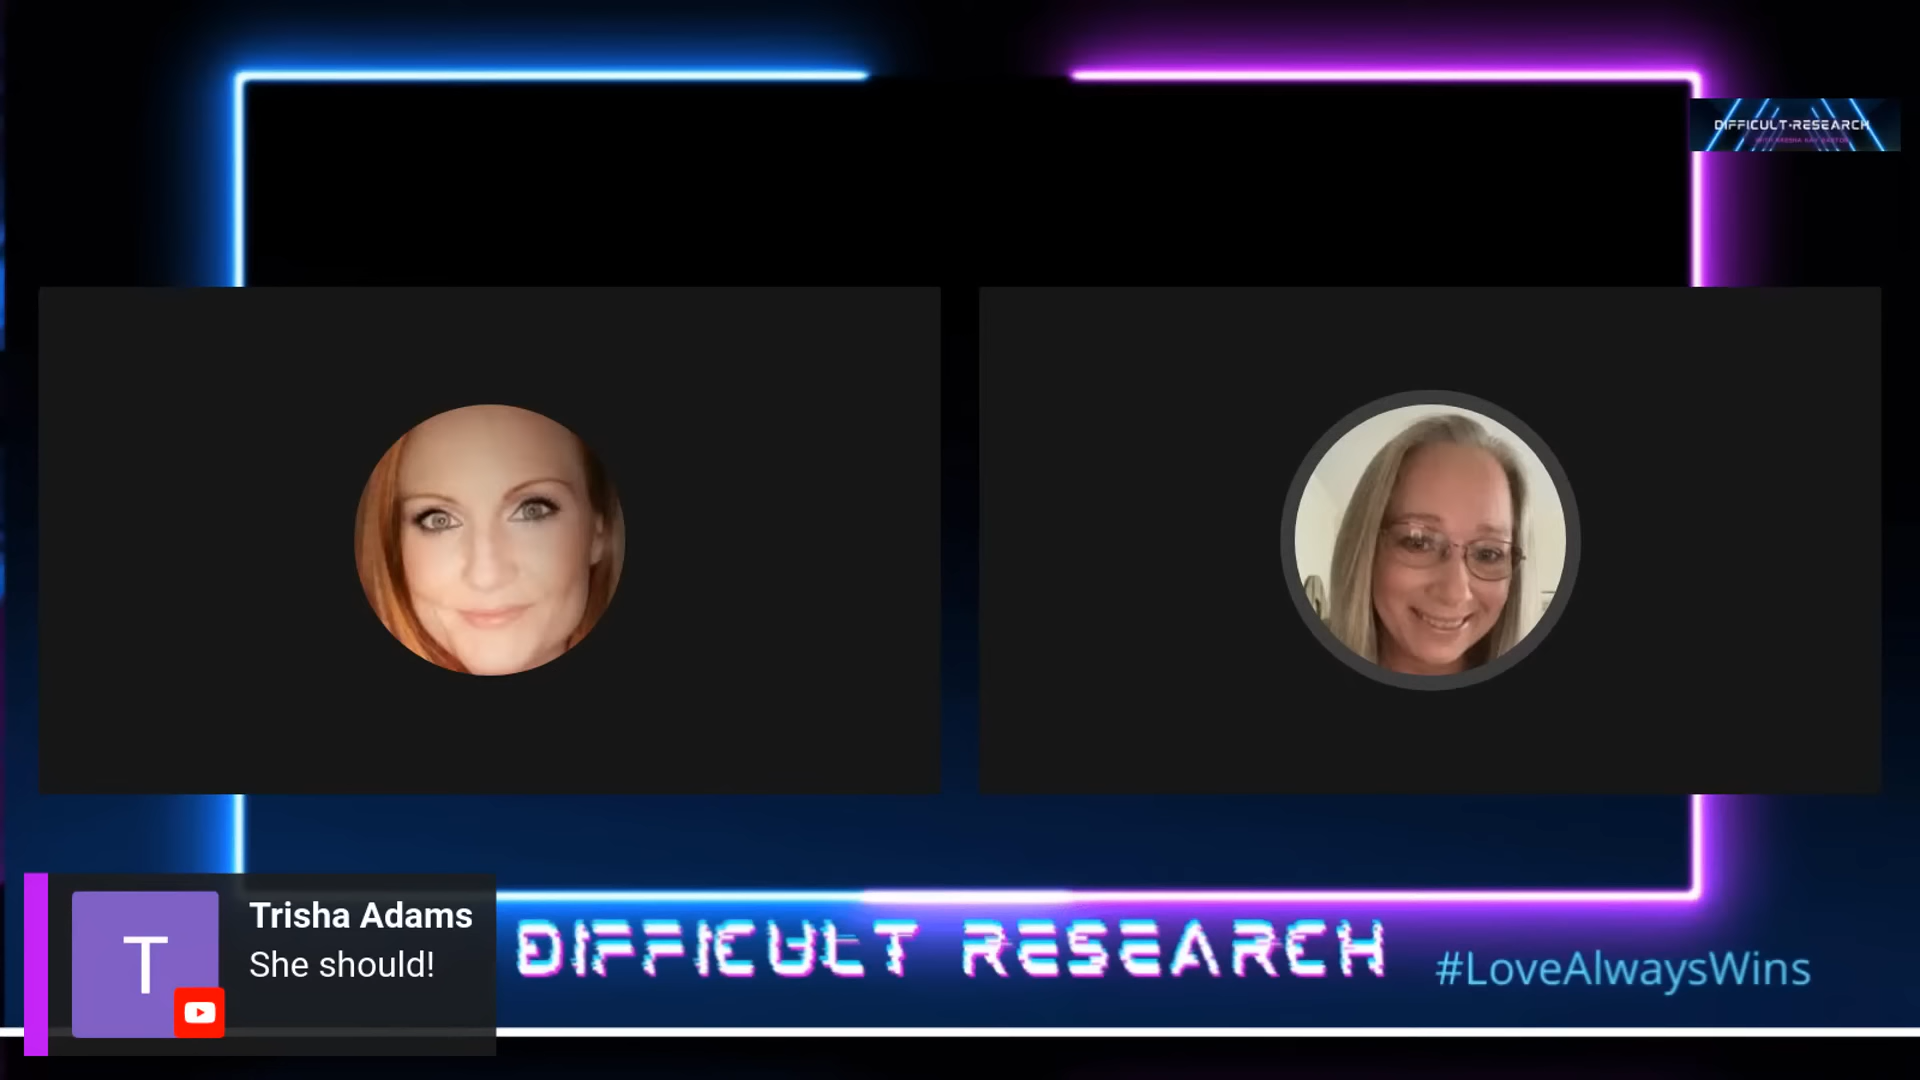 DIFFICULT•RESEARCH
T
Trisha Adams
She should!
DIFFICULT RESEARCH
#LoveAlwaysWins